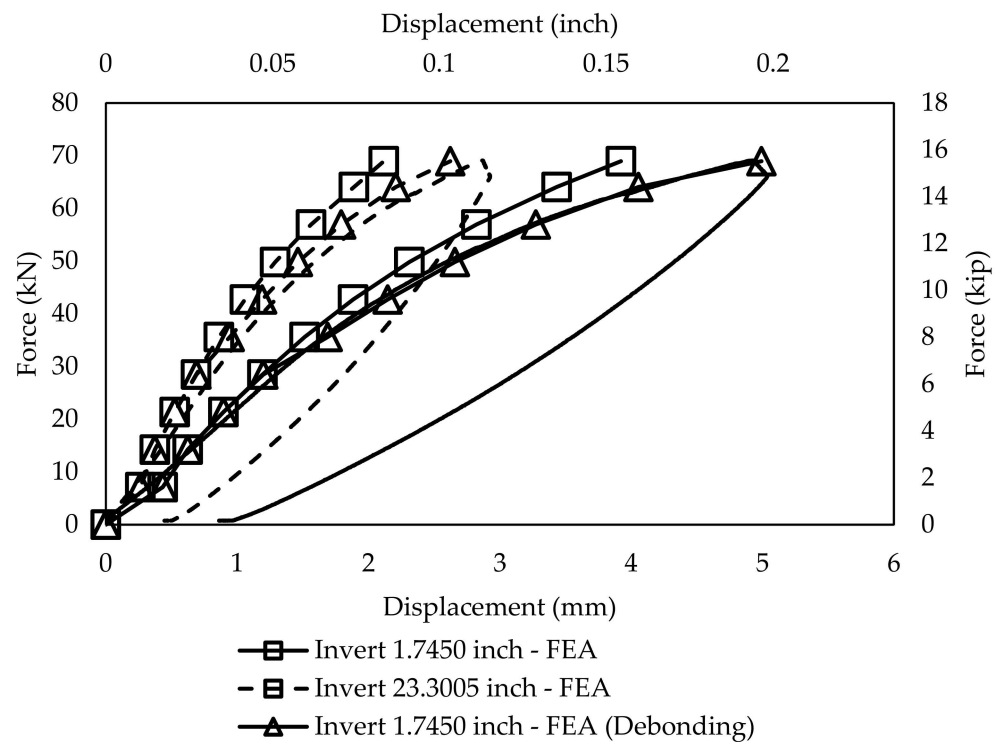 Displacement (inch)
0 0.05 0.1 0.15 0.2
80 18
70 16
60 14
50 12
40 10
30 8
20 6
10 4
0 2
0
Force (kN)
Force (kip)
0 1 2 3 4 5 6
Displacement (mm)
Invert 1.7450 inch - FEA
Invert 23.3005 inch - FEA
Invert 1.7450 inch - FEA (Debonding)